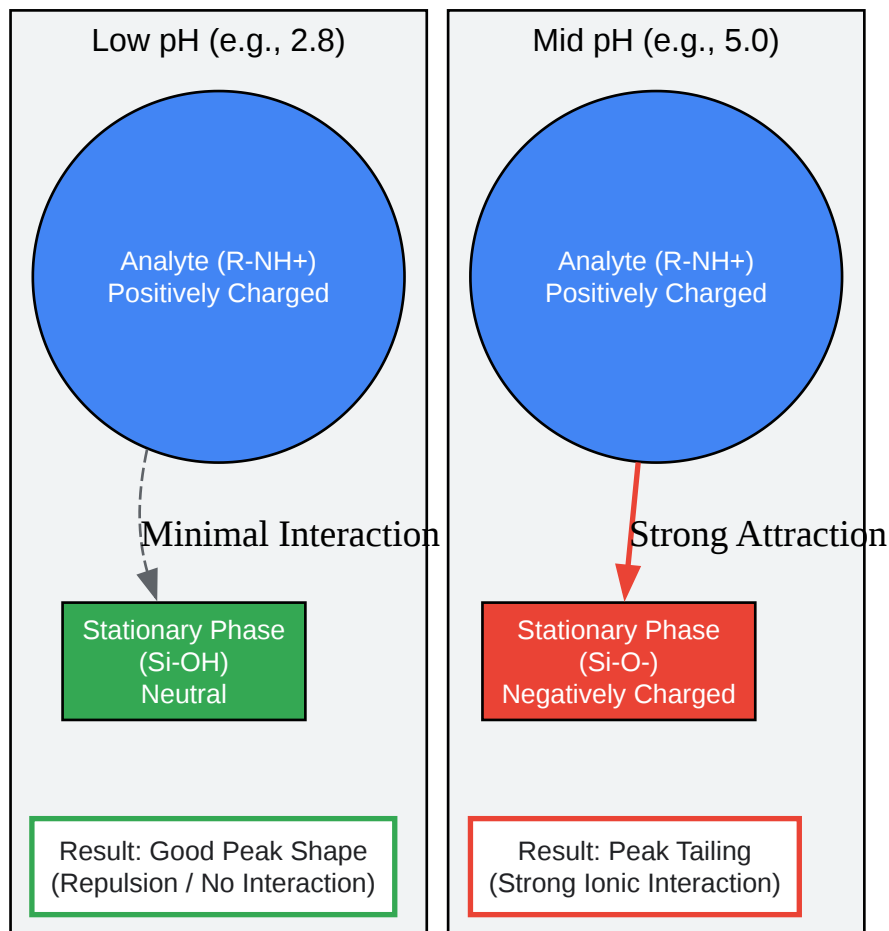 Low pH (e.g., 2.8)
Analyte (R-NH+)
Positively Charged
Minimal Interaction
Stationary Phase
(Si-OH)
Neutral
Result: Good Peak Shape
(Repulsion / No Interaction)
Mid pH (e.g., 5.0)
Analyte (R-NH+)
Positively Charged
Strong Attraction
Stationary Phase
(Si-O-)
Negatively Charged
Result: Peak Tailing
(Strong Ionic Interaction)